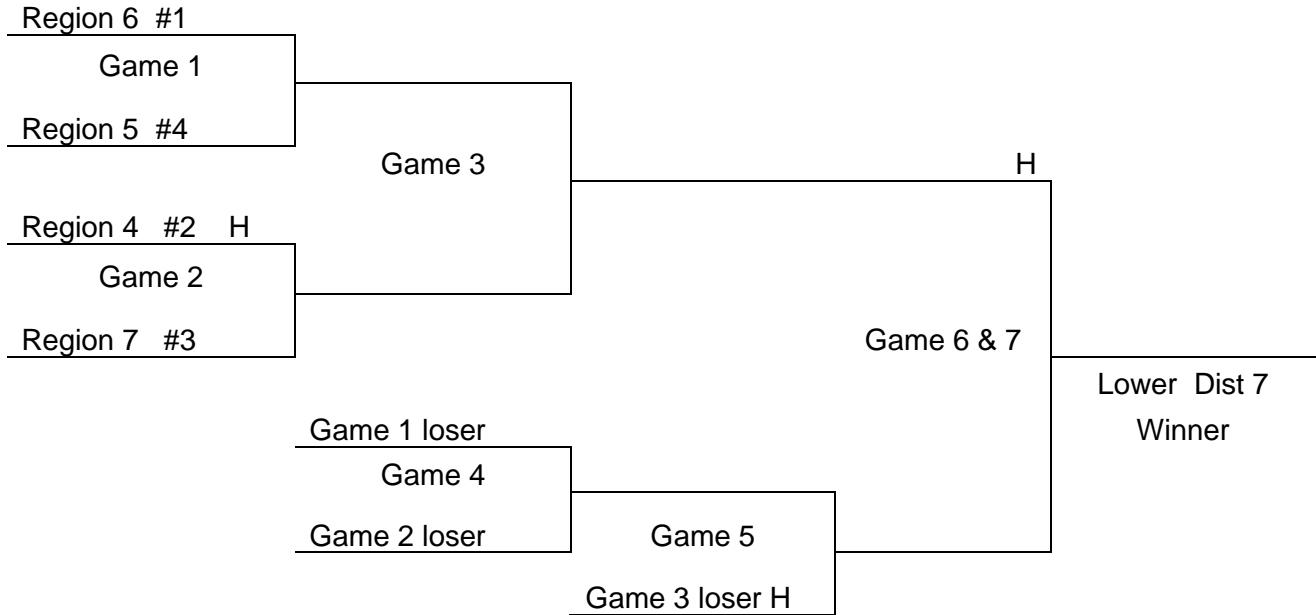 Region 6 #1
Game 1
Region 5 #4
Game 3
H
Region 4 #2 H
Game 2
Region 7 #3
Game 6 & 7
Lower Dist 7
Winner
Game 1 loser
Game 4
Game 2 loser
Game 5
Game 3 loser H